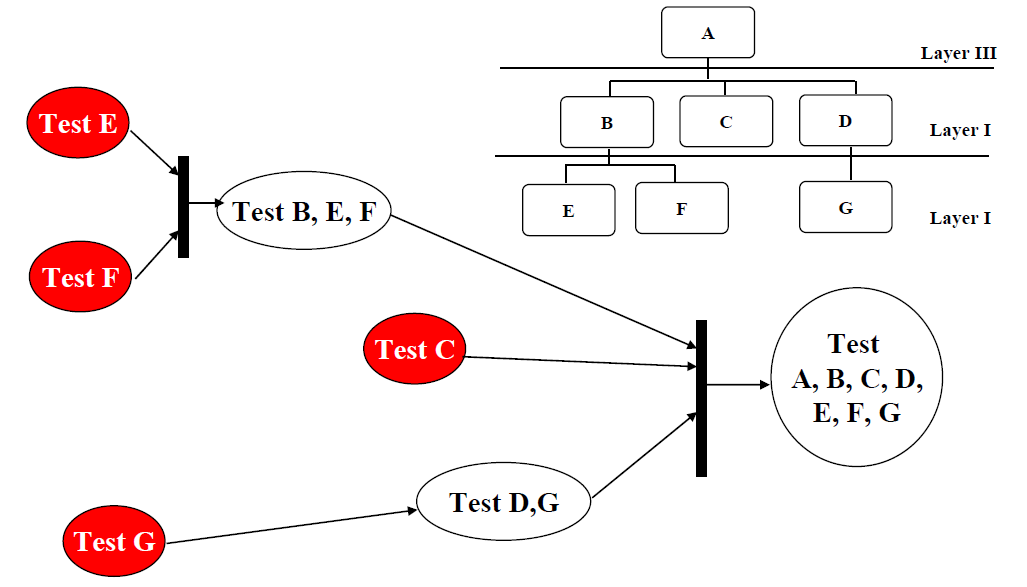 A
Layer III
B
C
D
Layer I
E
F
G
Layer I
Test E
Test B, E, F
Test F
Test C
Test
A, B, C, D,
E, F, G
Test D,G
Test G